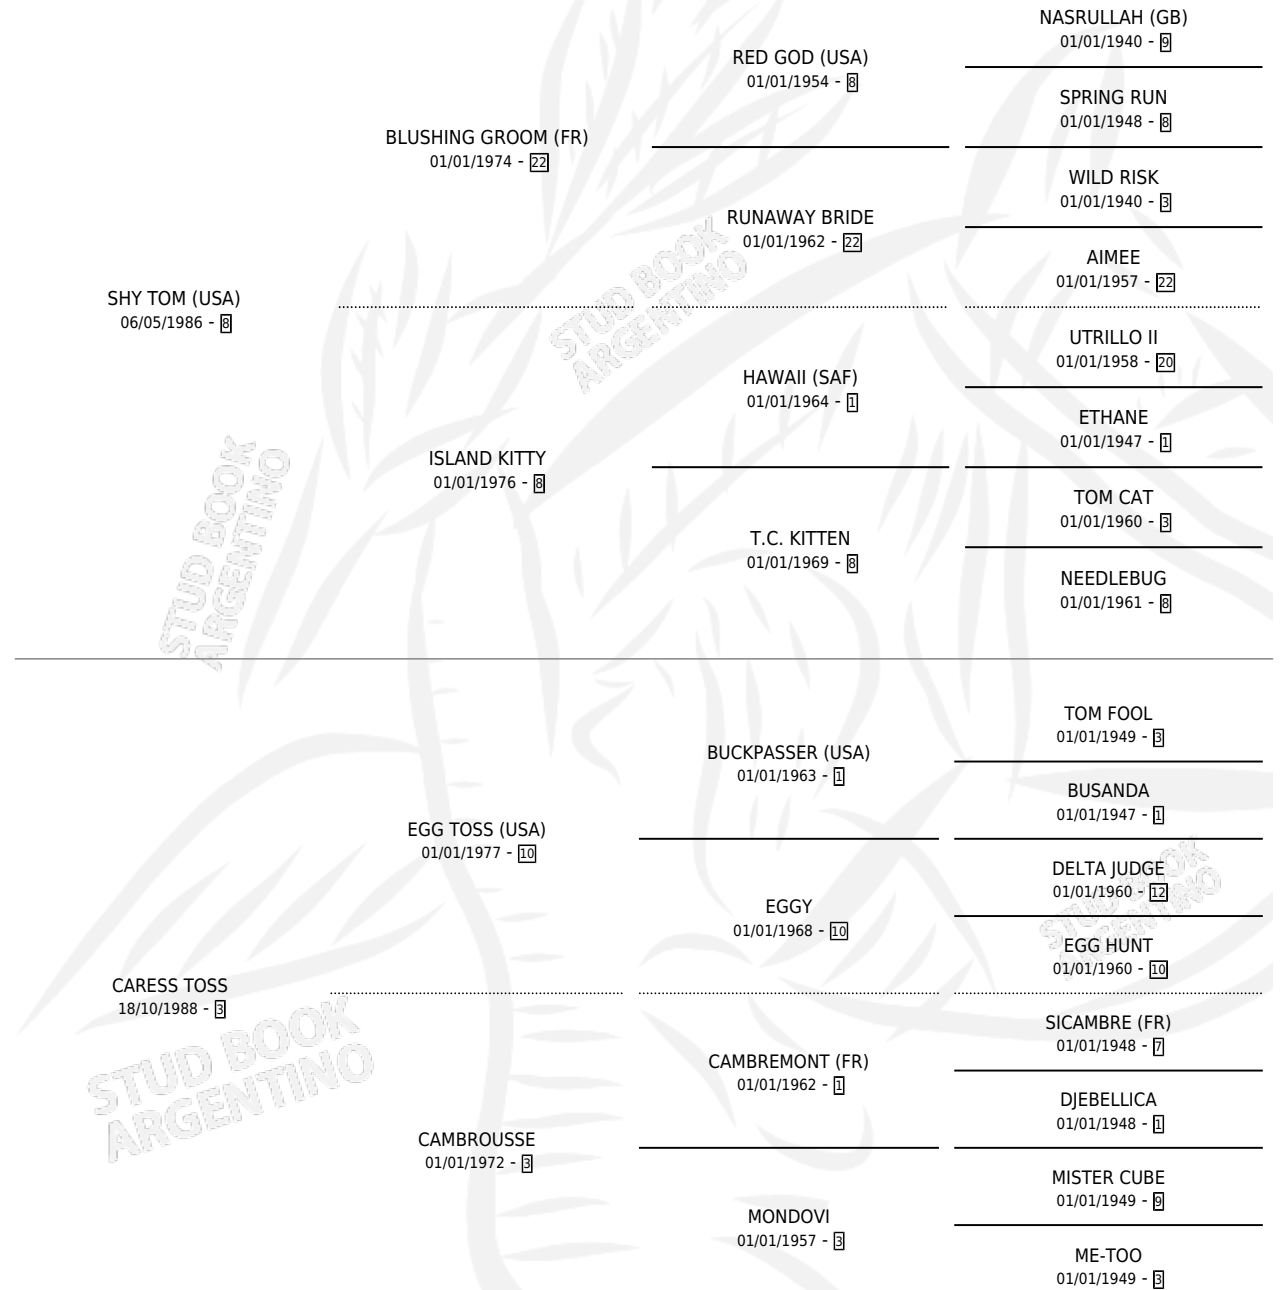 NASRULLAH (GB)
01/01/1940 - 9
RED GOD (USA)
01/01/1954 - 8
SPRING RUN
01/01/1948 - 8
BLUSHING GROOM (FR)
01/01/1974 - 22
WILD RISK
01/01/1940 - 3
RUNAWAY BRIDE
01/01/1962 - 22
AIMEE
01/01/1957 - 22
SHY TOM (USA)
06/05/1986 - 8
UTRILLO II
01/01/1958 - 20
HAWAII (SAF)
01/01/1964 - 1
ETHANE
01/01/1947 - 1
ISLAND KITTY
01/01/1976 - 8
TOM CAT
01/01/1960 - 3
T.C. KITTEN
01/01/1969 - 8
NEEDLEBUG
01/01/1961 - 8
TOM FOOL
01/01/1949 - 3
BUCKPASSER (USA)
01/01/1963 - 1
BUSANDA
01/01/1947 - 1
EGG TOSS (USA)
01/01/1977 - 10
DELTA JUDGE
01/01/1960 - 12
EGGY
01/01/1968 - 10
EGG HUNT
01/01/1960 - 10
CARESS TOSS
18/10/1988 - 3
SICAMBRE (FR)
01/01/1948 - 7
CAMBREMONT (FR)
01/01/1962 - 1
DJEBELLICA
01/01/1948 - 1
CAMBROUSSE
01/01/1972 - 3
MISTER CUBE
01/01/1949 - 9
MONDOVI
01/01/1957 - 3
ME-TOO
01/01/1949 - 3
STUD BOOK
ARGENTINO
STUD BOOK
ARGENTINO
STUD BOOK
ARGENTINO
STUD BOOK
ARGENTINO